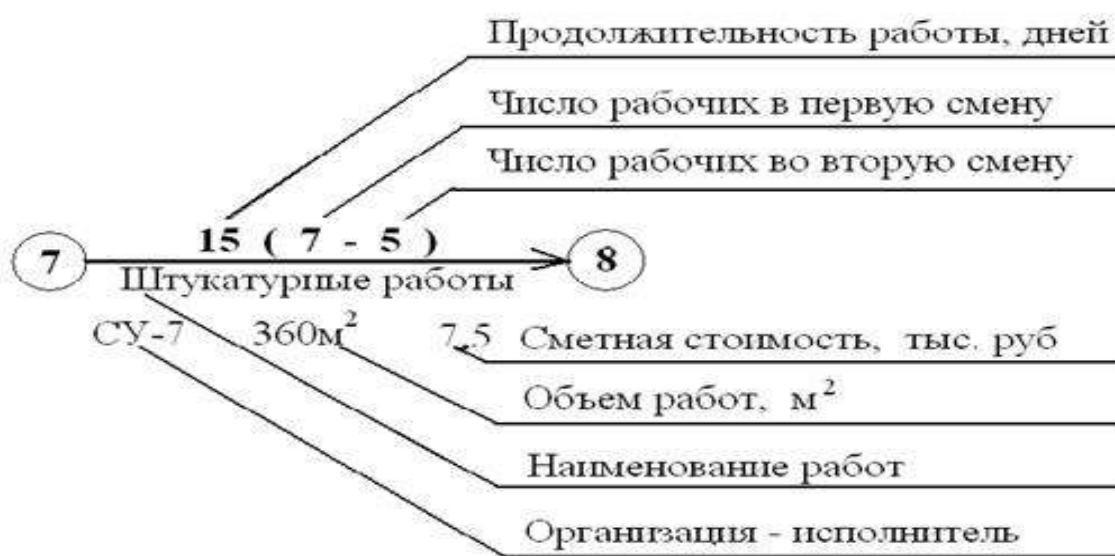 Продолжительность работы, дней
Число рабочих в первую смену
Число рабочих во вторую смену
15 ( 7 - 5 )
7 8
Штукатурные работы
СУ-7 360м² 7,5 Сметная стоимость, тыс. руб
Объем работ, м²
Наименование работ
Организация - исполнитель